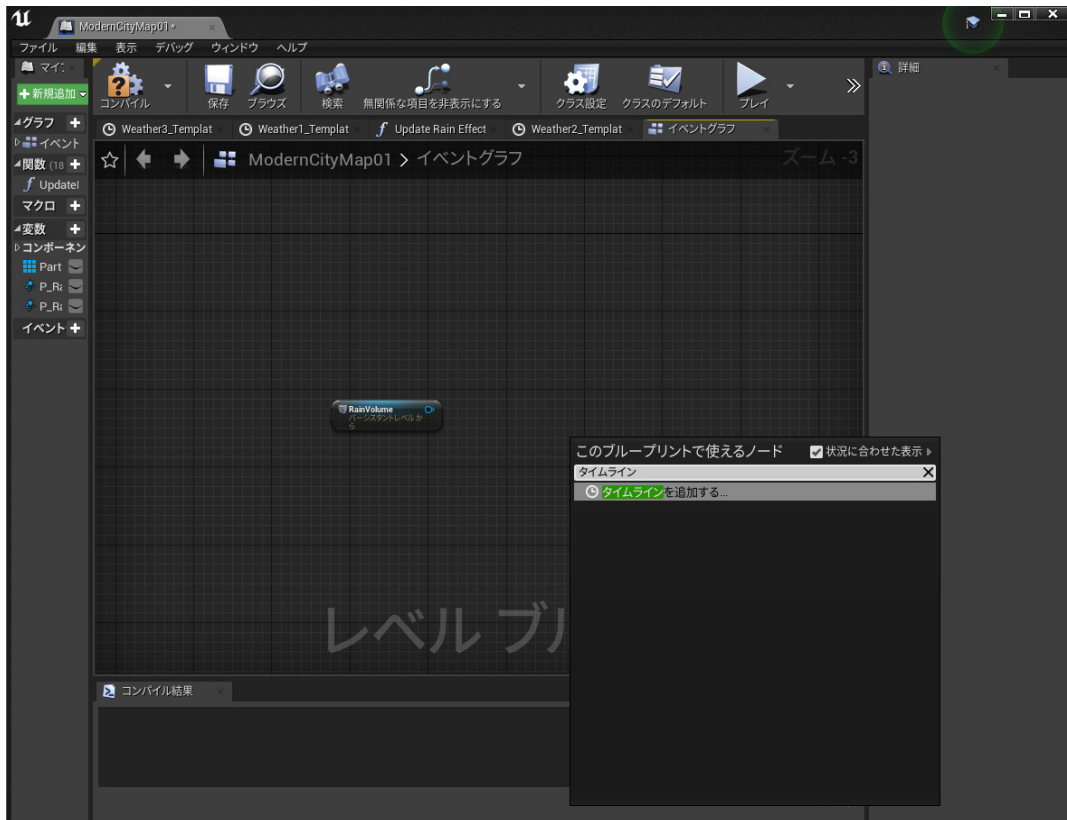 ModernCityMap01*
ファイル 編集 表示 デバッグ ウィンドウ ヘルプ
マイ
新規追加
コンパイル 保存 ブラウズ 検索 無関係な項目を非表示にする クラス設定 クラスのデフォルト プレイ
詳細
グラフ
イベント
関数 (18
UpdateI
マクロ
変数
コンポーネン
Part
P_Ra
P_Ra
イベント
Weather3_Templat Weather1_Templat Update Rain Effect Weather2_Templat イベントグラフ
ModernCityMap01 > イベントグラフ
ズーム -3
RainVolume
パーシスタントレベル か
ら
このブループリントで使えるノード 状況に合わせた表示
タイムライン
タイムラインを追加する...
レベル ブル
コンパイル結果